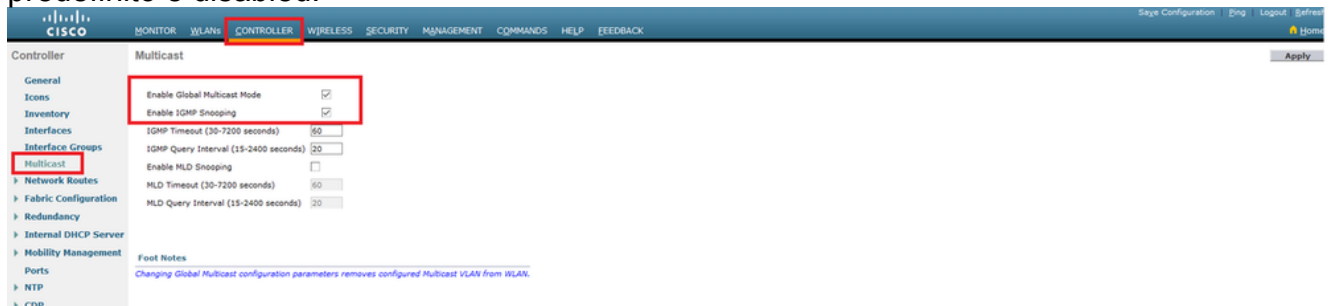 Save Configuration Ping Logout Refresh
CISCO MONITOR WLANs CONTROLLER WIRELESS SECURITY MANAGEMENT COMMANDS HELP FEEDBACK Home
Controller Multicast Apply
General
Enable Global Multicast Mode
Icons
Enable IGMP Snooping
Inventory
Interfaces IGMP Timeout (30-7200 seconds) 60
Interface Groups IGMP Query Interval (15-2400 seconds) 20
Multicast Enable MLD Snooping
Network Routes MLD Timeout (30-7200 seconds) 60
Fabric Configuration MLD Query Interval (15-2400 seconds) 20
Redundancy
Internal DHCP Server
Mobility Management Foot Notes
Ports Changing Global Multicast configuration parameters removes configured Multicast VLAN from WLAN.
NTP
CDP